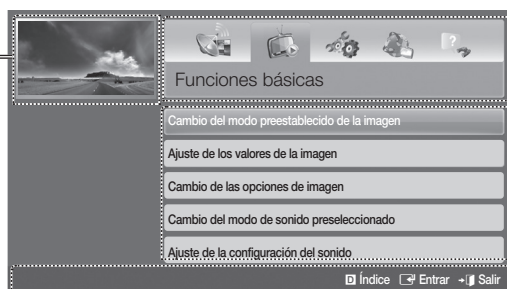 Funciones básicas
Cambio del modo preestablecido de la imagen
Ajuste de los valores de la imagen
Cambio de las opciones de imagen
Cambio del modo de sonido preseleccionado
Ajuste de la configuración del sonido
D Índice Entrar Salir